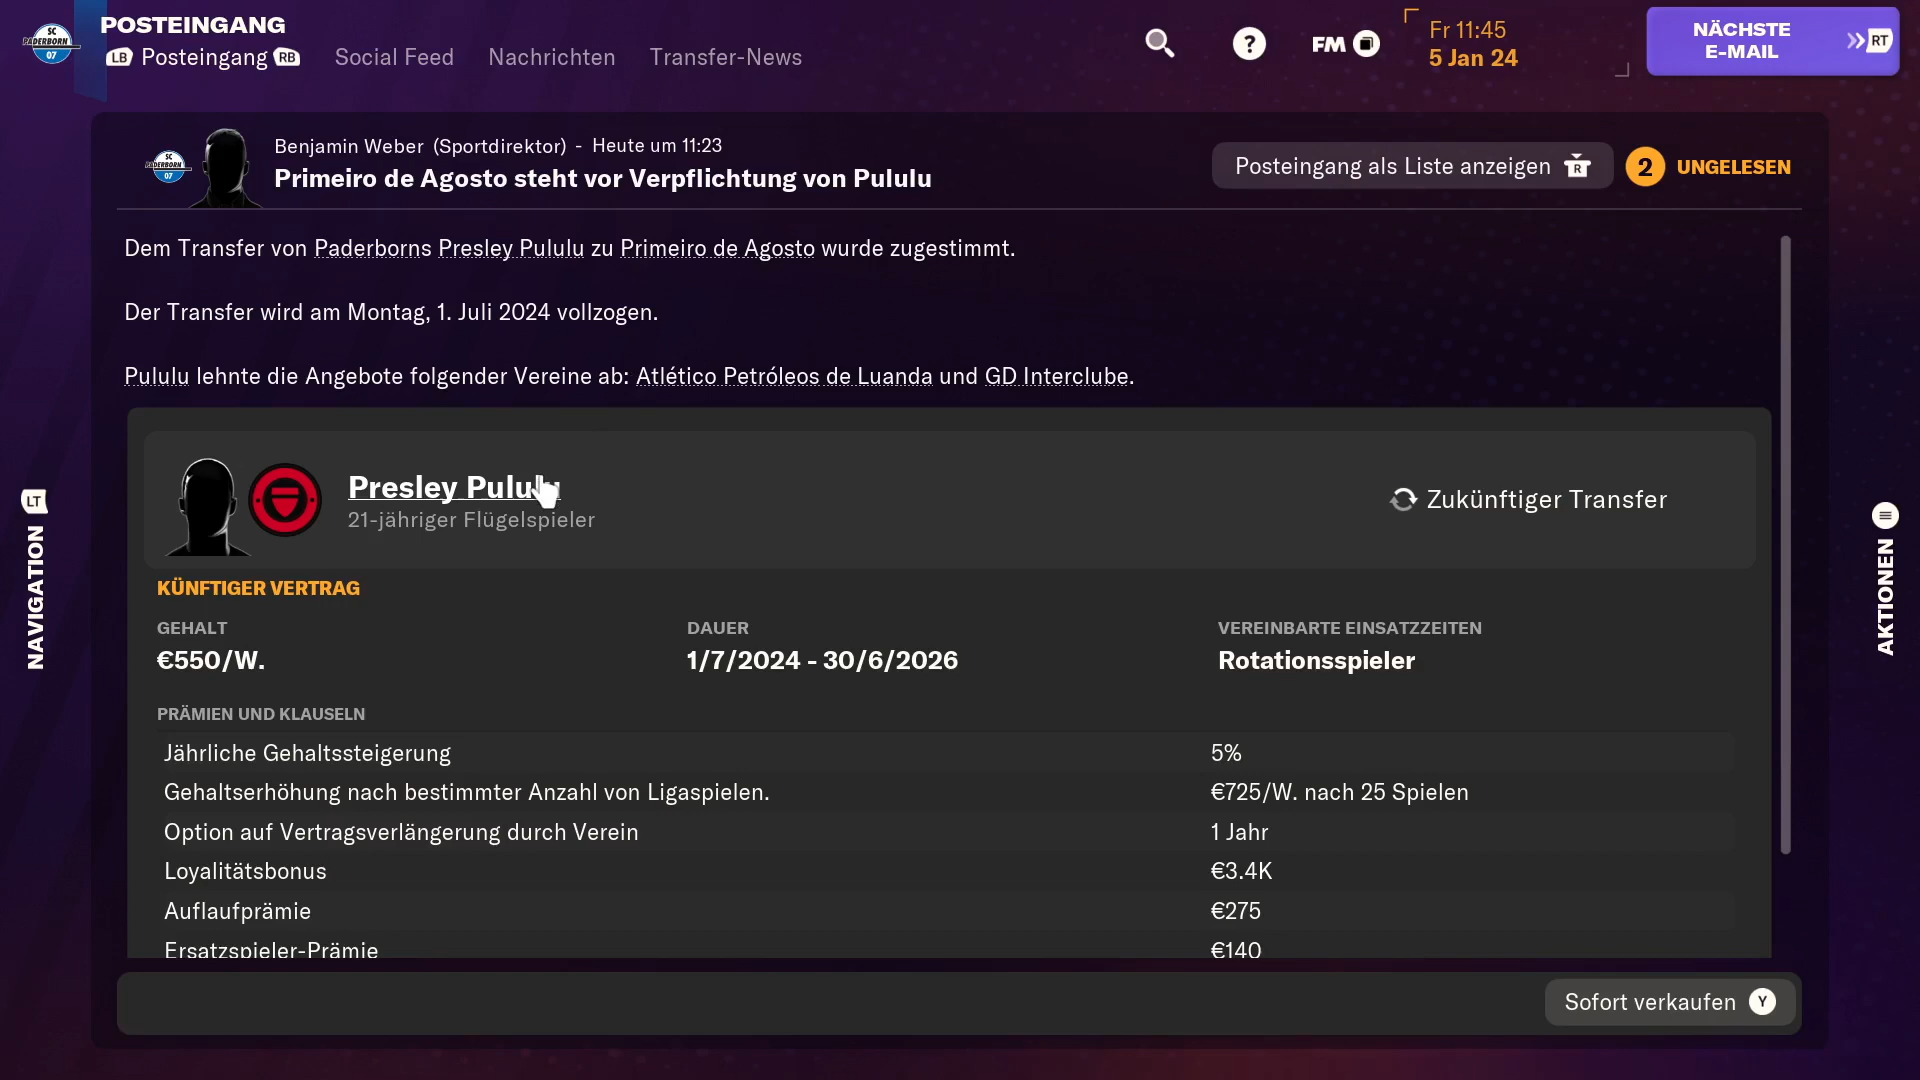 SC
PADERBORN
07
POSTEINGANG
LB Posteingang RB
Social Feed
Nachrichten
Transfer-News
?
FM
Fr 11:45
5 Jan 24
NÄCHSTE
E-MAIL
RT
SC
PADERBORN
07
Benjamin Weber (Sportdirektor) - Heute um 11:23
Primeiro de Agosto steht vor Verpflichtung von Pululu
Posteingang als Liste anzeigen R
2 UNGELESEN
Dem Transfer von Paderborns Presley Pululu zu Primeiro de Agosto wurde zugestimmt.
Der Transfer wird am Montag, 1. Juli 2024 vollzogen.
Pululu lehnte die Angebote folgender Vereine ab: Atlético Petróleos de Luanda und GD Interclube.
Presley Pululu
21-jähriger Flügelspieler
Zukünftiger Transfer
KÜNFTIGER VERTRAG
GEHALT
€550/W.
DAUER
1/7/2024 - 30/6/2026
VEREINBARTE EINSATZZEITEN
Rotationsspieler
PRÄMIEN UND KLAUSELN
Jährliche Gehaltssteigerung 5%
Gehaltserhöhung nach bestimmter Anzahl von Ligaspielen. €725/W. nach 25 Spielen
Option auf Vertragsverlängerung durch Verein 1 Jahr
Loyalitätsbonus €3.4K
Auflaufprämie €275
Ersatzspieler-Prämie €140
Sofort verkaufen Y
LT
NAVIGATION
AKTIONEN